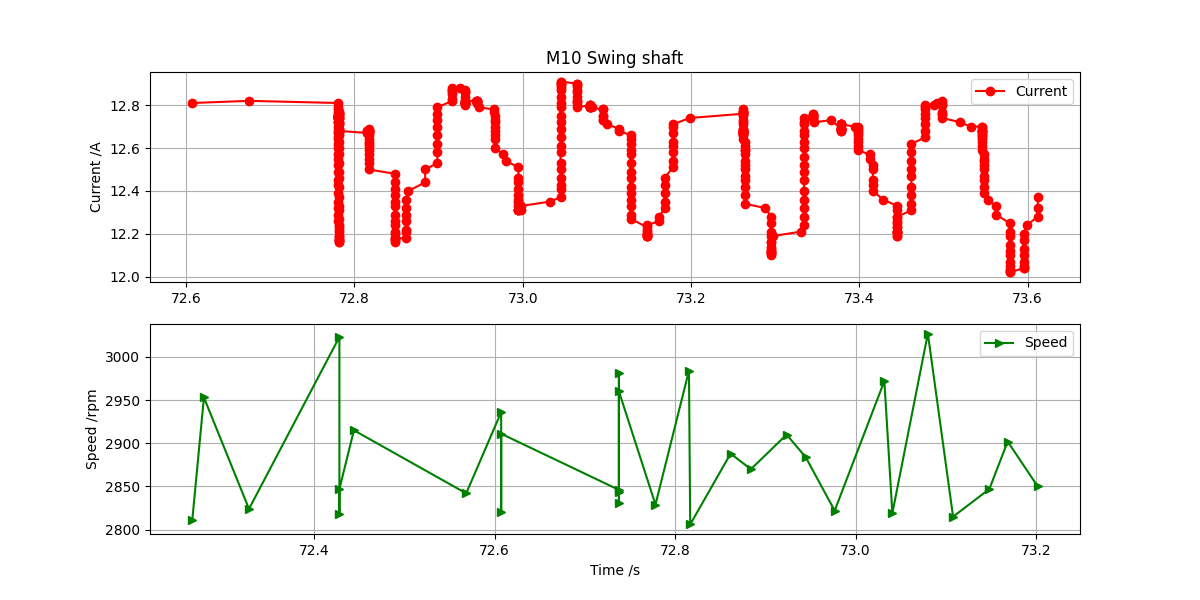 M10 Swing shaft
Current /A
12.8
12.6
12.4
12.2
12.0
Current
72.6 72.8 73.0 73.2 73.4 73.6
Speed /rpm
3000
2950
2900
2850
2800
Speed
72.4 72.6 72.8 73.0 73.2
Time /s